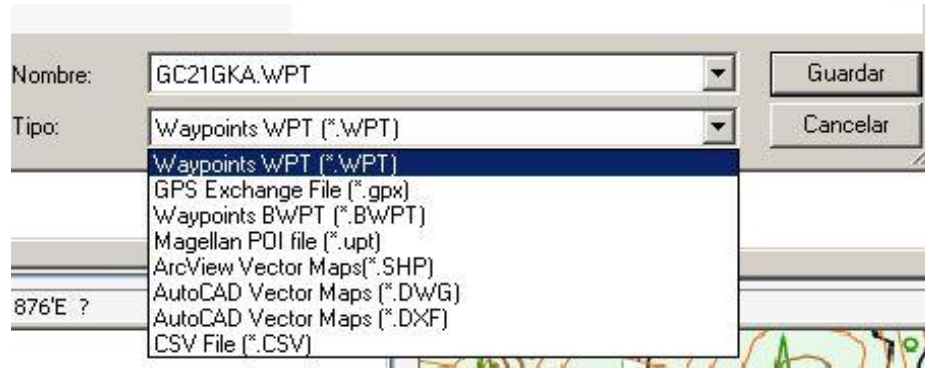 Nombre: GC21GKA.WPT Guardar
Tipo: Waypoints WPT (*.WPT) Cancelar
Waypoints WPT (*.WPT)
GPS Exchange File (*.gpx)
Waypoints BWPT (*.BWPT)
Magellan POI file (*.upt)
ArcView Vector Maps(*.SHP)
AutoCAD Vector Maps (*.DWG)
AutoCAD Vector Maps (*.DXF)
CSV File (*.CSV)
876'E ?